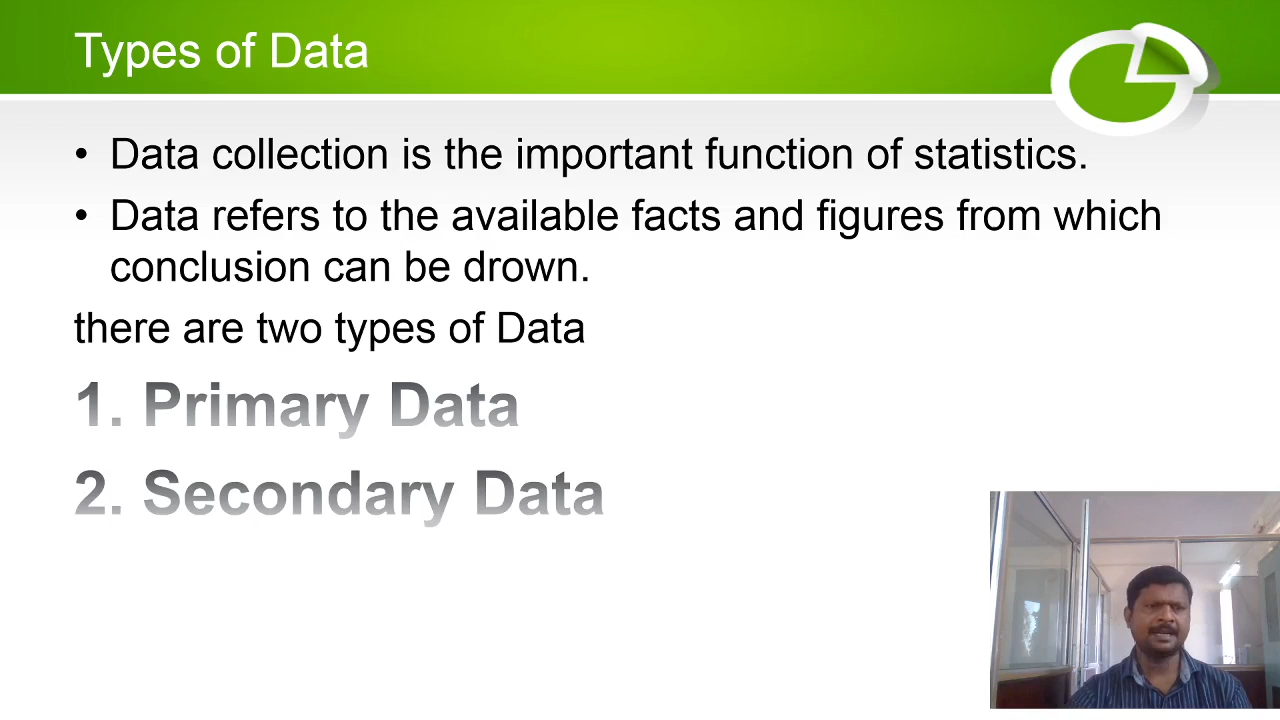 Types of Data
• Data collection is the important function of statistics.
• Data refers to the available facts and figures from which
conclusion can be drown.
there are two types of Data
1. Primary Data
2. Secondary Data